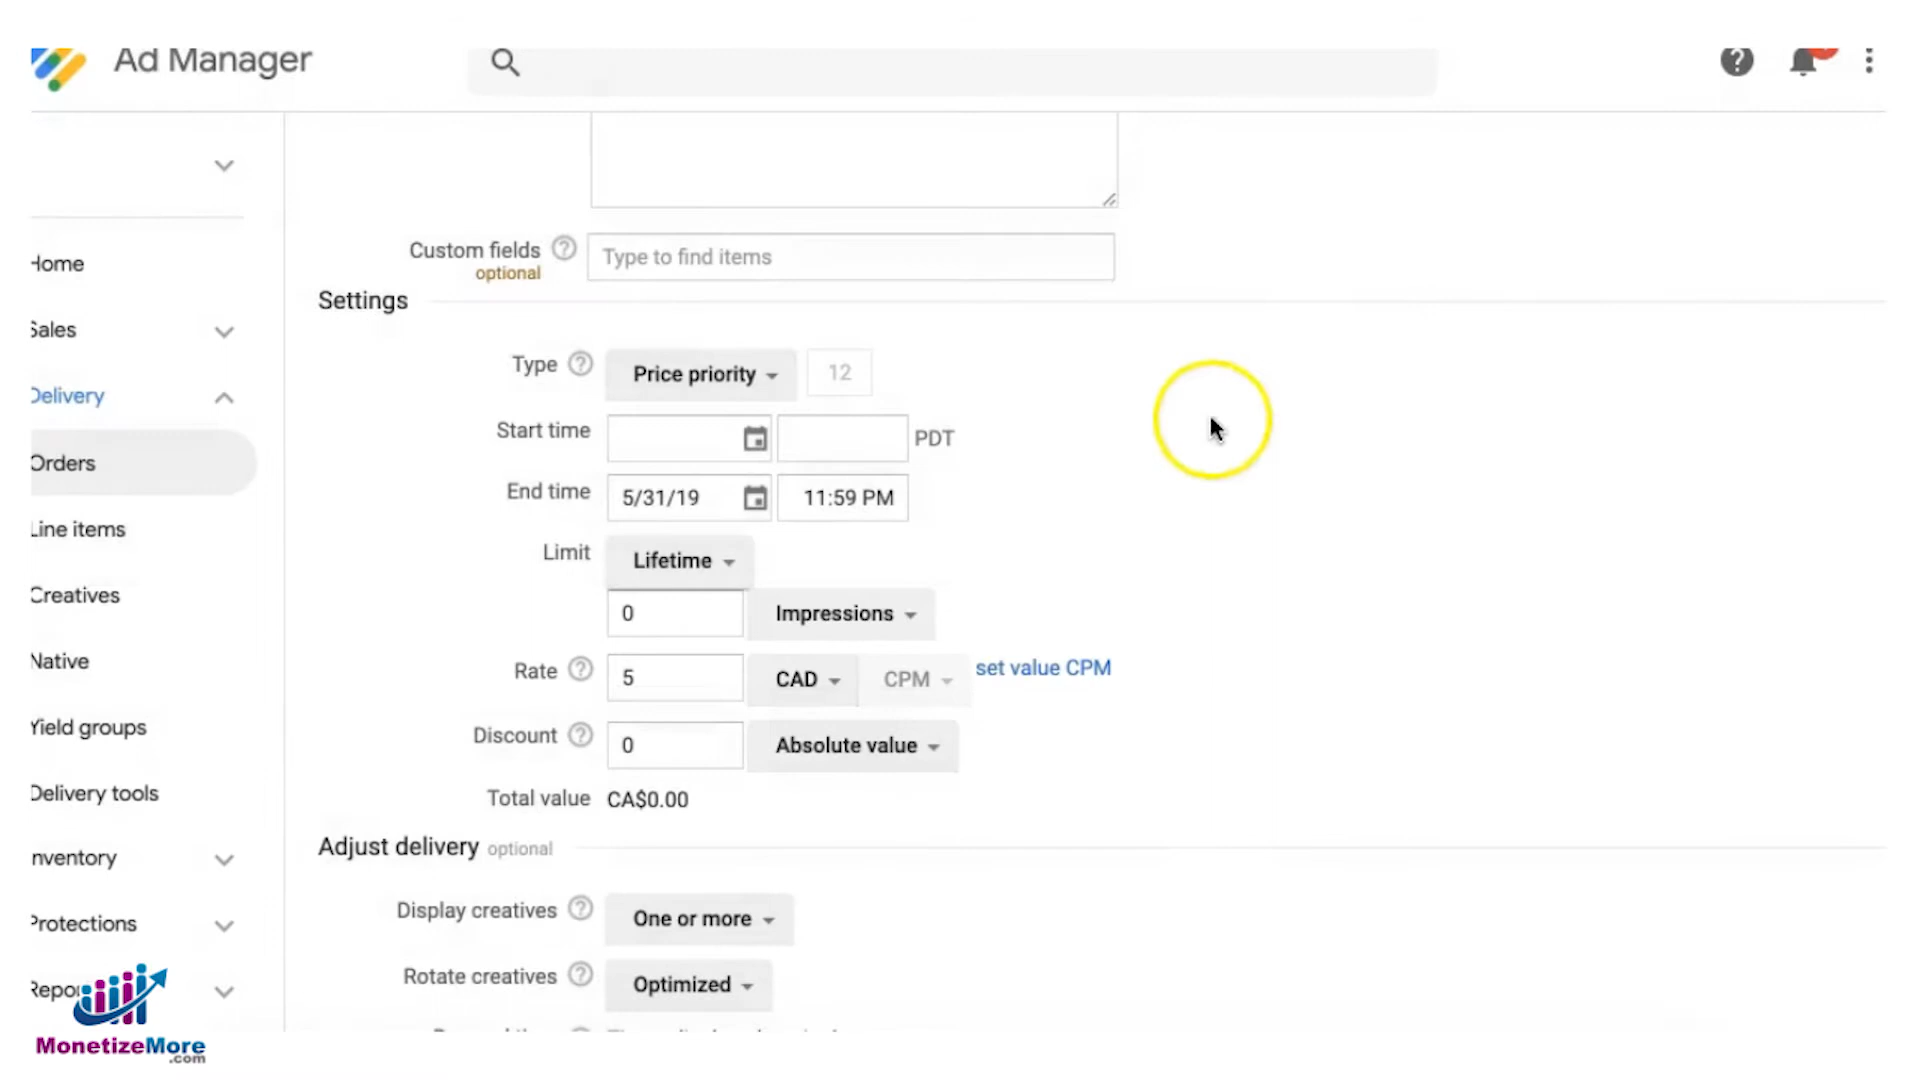 Ad Manager
Custom fields
optional
Type to find items
Settings
Home
Sales
Delivery
Orders
Line items
Creatives
Native
Yield groups
Delivery tools
nventory
Protections
Repo
Type
Price priority
12
Start time
PDT
End time
5/31/19
11:59 PM
Limit
Lifetime
0
Impressions
Rate
5
CAD
CPM
set value CPM
Discount
0
Absolute value
Total value
CA$0.00
Adjust delivery optional
Display creatives
One or more
Rotate creatives
Optimized
MonetizeMore
.com